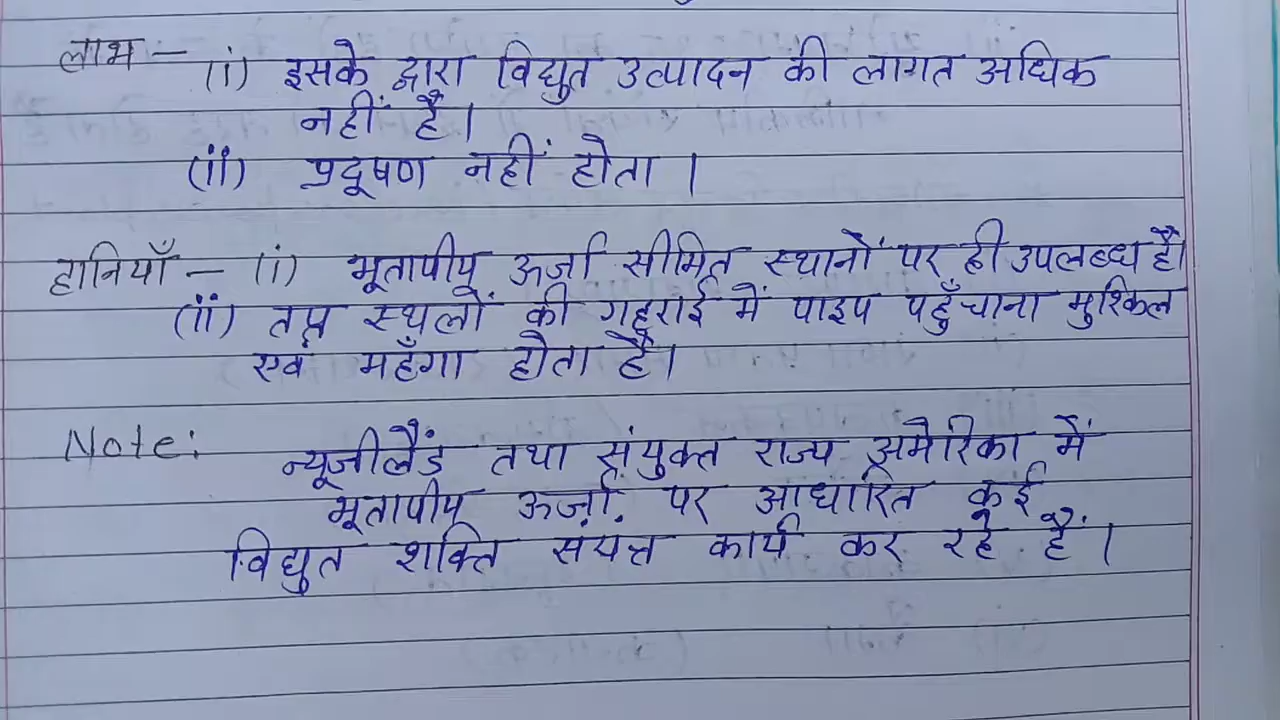 लाभ – (i) इसके द्वारा विद्युत उत्पादन की लागत अधिक
नहीं है।
(ii) प्रदूषण नहीं होता।
हानियाँ – (i) भूतापीय ऊर्जा सीमित स्थानों पर ही उपलब्ध है।
(ii) तप्त स्थलों की गहराई में पाइप पहुँचाना मुश्किल
एवं महँगा होता है।
Note: न्यूजीलैंड तथा संयुक्त राज्य अमेरिका में
भूतापीय ऊर्जा पर आधारित कई
विद्युत शक्ति संयत्त कार्य कर रहे हैं।